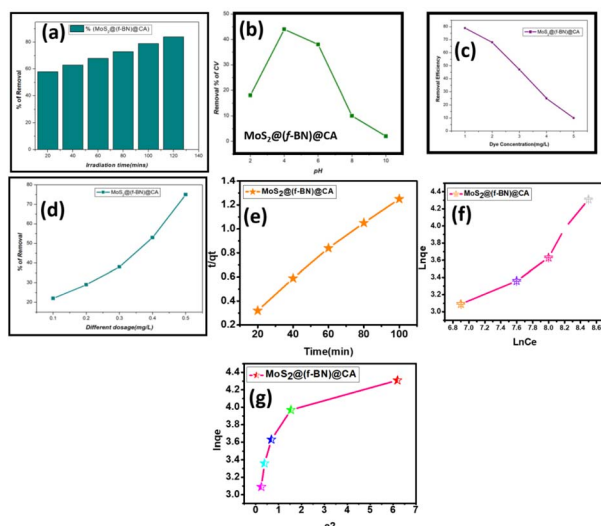 (a)
% (MoS2@(f-BN)@CA
% of Removal
80
60
40
20
0
20 40 60 80 100 120 140
Irradiation time(mins)
(b)
Removal % of CV
50
40
30
20
10
0
MoS2@(f-BN)@CA
2 4 6 8 10
pH
(c)
MoS2@(f-BN)@CA
Removal Efficiency
80
60
40
20
0
1 2 3 4 5
Dye Concentration(mg/L)
(d)
MoS2@(f-BN)@CA
% of Removal
80
70
60
50
40
30
20
0.1 0.2 0.3 0.4 0.5
Different dosage(mg/L)
(e)
MoS2@(f-BN)@CA
t/qt
1.4
1.2
1.0
0.8
0.6
0.4
0.2
20 40 60 80 100
Time(min)
(f)
MoS2@(f-BN)@CA
Lnqe
4.4
4.2
4.0
3.8
3.6
3.4
3.2
3.0
6.8 7.0 7.2 7.4 7.6 7.8 8.0 8.2 8.4 8.6
LnCe
(g)
MoS2@(f-BN)@CA
lnqe
4.4
4.2
4.0
3.8
3.6
3.4
3.2
3.0
0 1 2 3 4 5 6 7